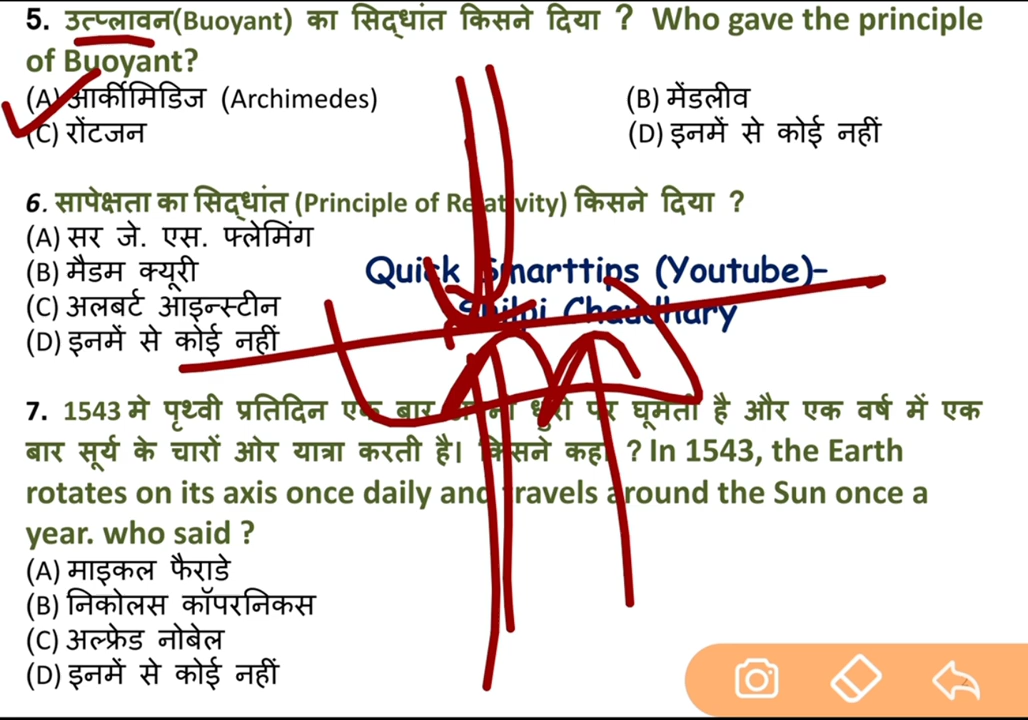 5. उत्प्लावन(Buoyant) का सिद्धांत किसने दिया ? Who gave the principle
of Buoyant?
(A) आर्कीमिडिज (Archimedes) (B) मेंडलीव
(C) रोंटजन (D) इनमें से कोई नहीं
6. सापेक्षता का सिद्धांत (Principle of Relativity) किसने दिया ?
(A) सर जे. एस. फ्लेमिंग
(B) मैडम क्यूरी
Quick Smarttips (Youtube)-
(C) अलबर्ट आइन्स्टीन
Shilpi Chaudhary
(D) इनमें से कोई नहीं
7. 1543 मे पृथ्वी प्रतिदिन एक बार अपनी धुरी पर घूमती है और एक वर्ष में एक
बार सूर्य के चारों ओर यात्रा करती है। किसने कहा ? In 1543, the Earth
rotates on its axis once daily and travels around the Sun once a
year. who said ?
(A) माइकल फैराडे
(B) निकोलस कॉपरनिकस
(C) अल्फ्रेड नोबेल
(D) इनमें से कोई नहीं